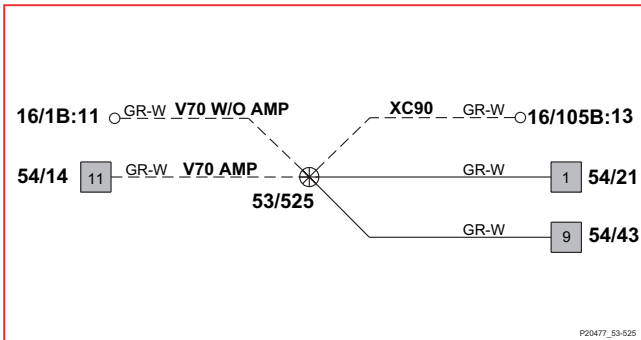 16/1B:11 GR-W V70 W/O AMP XC90 GR-W 16/105B:13
54/14 11 GR-W V70 AMP GR-W 1 54/21
53/525
GR-W 9 54/43
P20477_53-525